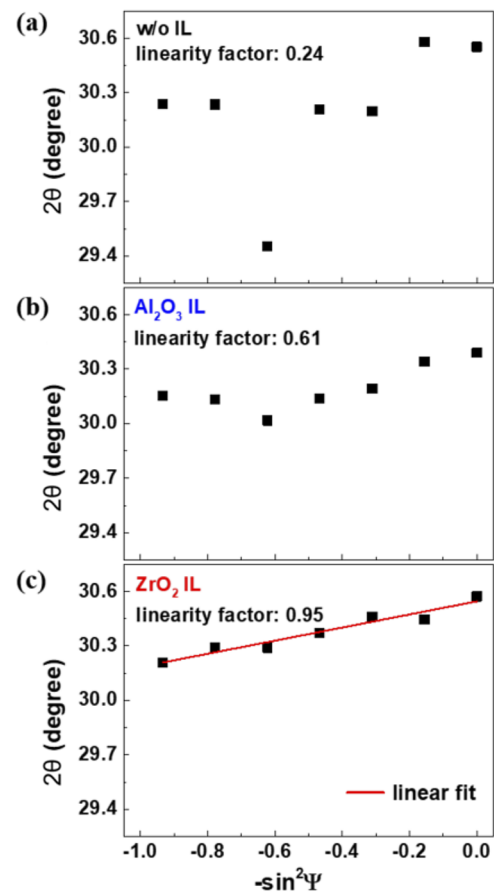 (a)
w/o IL
linearity factor: 0.24
30.6
30.3
30.0
29.7
29.4
2θ (degree)
(b)
Al₂O₃ IL
linearity factor: 0.61
30.6
30.3
30.0
29.7
29.4
2θ (degree)
(c)
ZrO₂ IL
linearity factor: 0.95
30.6
30.3
30.0
29.7
29.4
2θ (degree)
linear fit
-1.0 -0.8 -0.6 -0.4 -0.2 0.0
-sin²Ψ